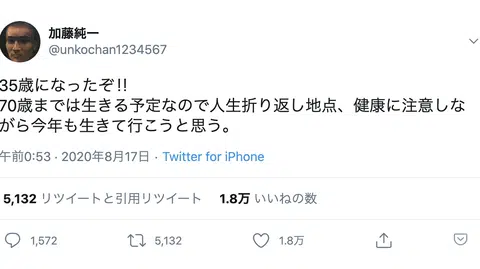 加藤純一
@unkochan1234567
35歳になったぞ!!
70歳までは生きる予定なので人生折り返し地点、健康に注意しな
がら今年も生きて行こうと思う。
午前0:53 · 2020年8月17日 · Twitter for iPhone
5,132 リツイートと引用リツイート 1.8万 いいねの数
1,572 5,132 1.8万